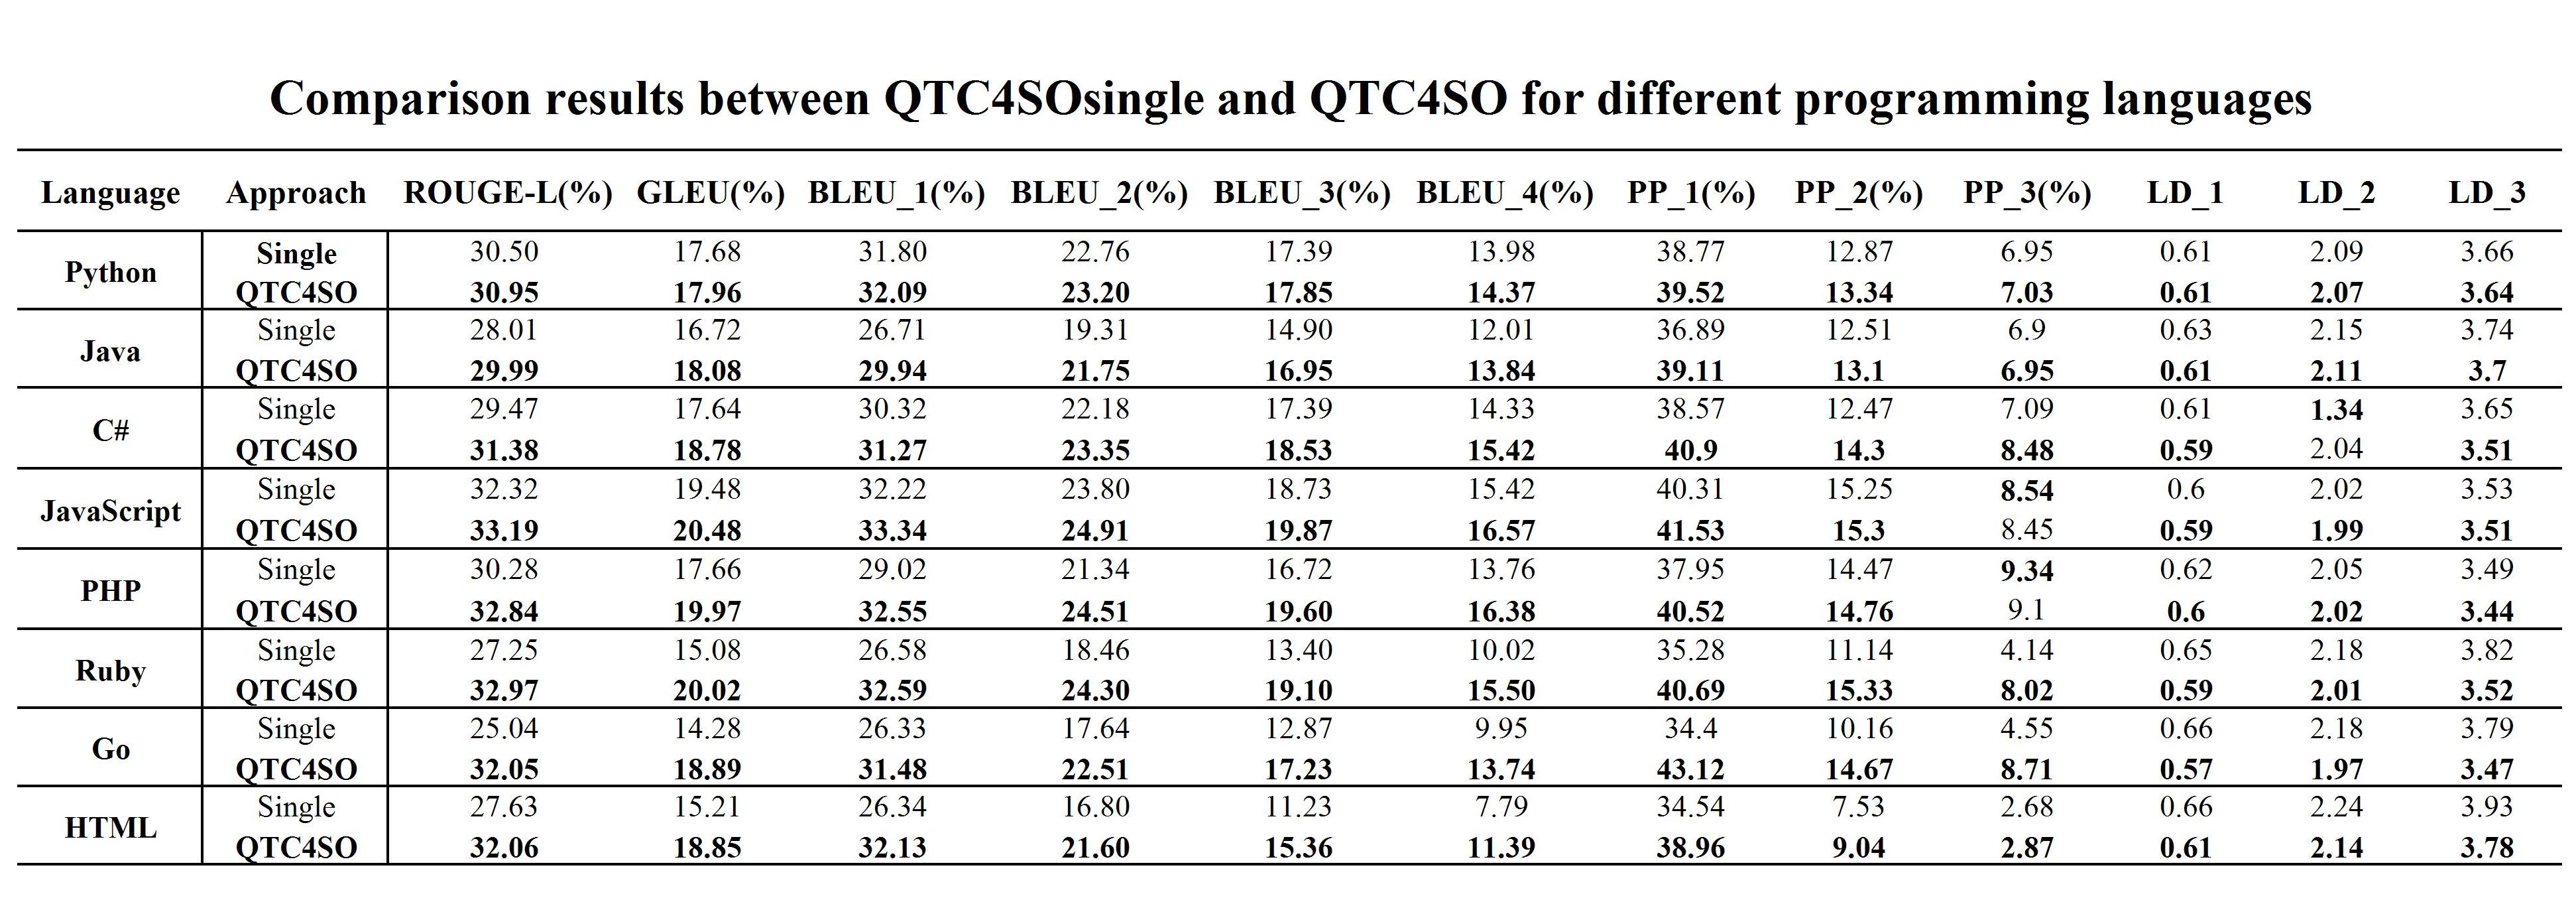 Comparison results between QTC4SOsingle and QTC4SO for different programming languages
Language Approach ROUGE-L(%) GLEU(%) BLEU_1(%) BLEU_2(%) BLEU_3(%) BLEU_4(%) PP_1(%) PP_2(%) PP_3(%) LD_1 LD_2 LD_3
Python Single 30.50 17.68 31.80 22.76 17.39 13.98 38.77 12.87 6.95 0.61 2.09 3.66
QTC4SO 30.95 17.96 32.09 23.20 17.85 14.37 39.52 13.34 7.03 0.61 2.07 3.64
Java Single 28.01 16.72 26.71 19.31 14.90 12.01 36.89 12.51 6.9 0.63 2.15 3.74
QTC4SO 29.99 18.08 29.94 21.75 16.95 13.84 39.11 13.1 6.95 0.61 2.11 3.7
C# Single 29.47 17.64 30.32 22.18 17.39 14.33 38.57 12.47 7.09 0.61 1.34 3.65
QTC4SO 31.38 18.78 31.27 23.35 18.53 15.42 40.9 14.3 8.48 0.59 2.04 3.51
JavaScript Single 32.32 19.48 32.22 23.80 18.73 15.42 40.31 15.25 8.54 0.6 2.02 3.53
QTC4SO 33.19 20.48 33.34 24.91 19.87 16.57 41.53 15.3 8.45 0.59 1.99 3.51
PHP Single 30.28 17.66 29.02 21.34 16.72 13.76 37.95 14.47 9.34 0.62 2.05 3.49
QTC4SO 32.84 19.97 32.55 24.51 19.60 16.38 40.52 14.76 9.1 0.6 2.02 3.44
Ruby Single 27.25 15.08 26.58 18.46 13.40 10.02 35.28 11.14 4.14 0.65 2.18 3.82
QTC4SO 32.97 20.02 32.59 24.30 19.10 15.50 40.69 15.33 8.02 0.59 2.01 3.52
Go Single 25.04 14.28 26.33 17.64 12.87 9.95 34.4 10.16 4.55 0.66 2.18 3.79
QTC4SO 32.05 18.89 31.48 22.51 17.23 13.74 43.12 14.67 8.71 0.57 1.97 3.47
HTML Single 27.63 15.21 26.34 16.80 11.23 7.79 34.54 7.53 2.68 0.66 2.24 3.93
QTC4SO 32.06 18.85 32.13 21.60 15.36 11.39 38.96 9.04 2.87 0.61 2.14 3.78